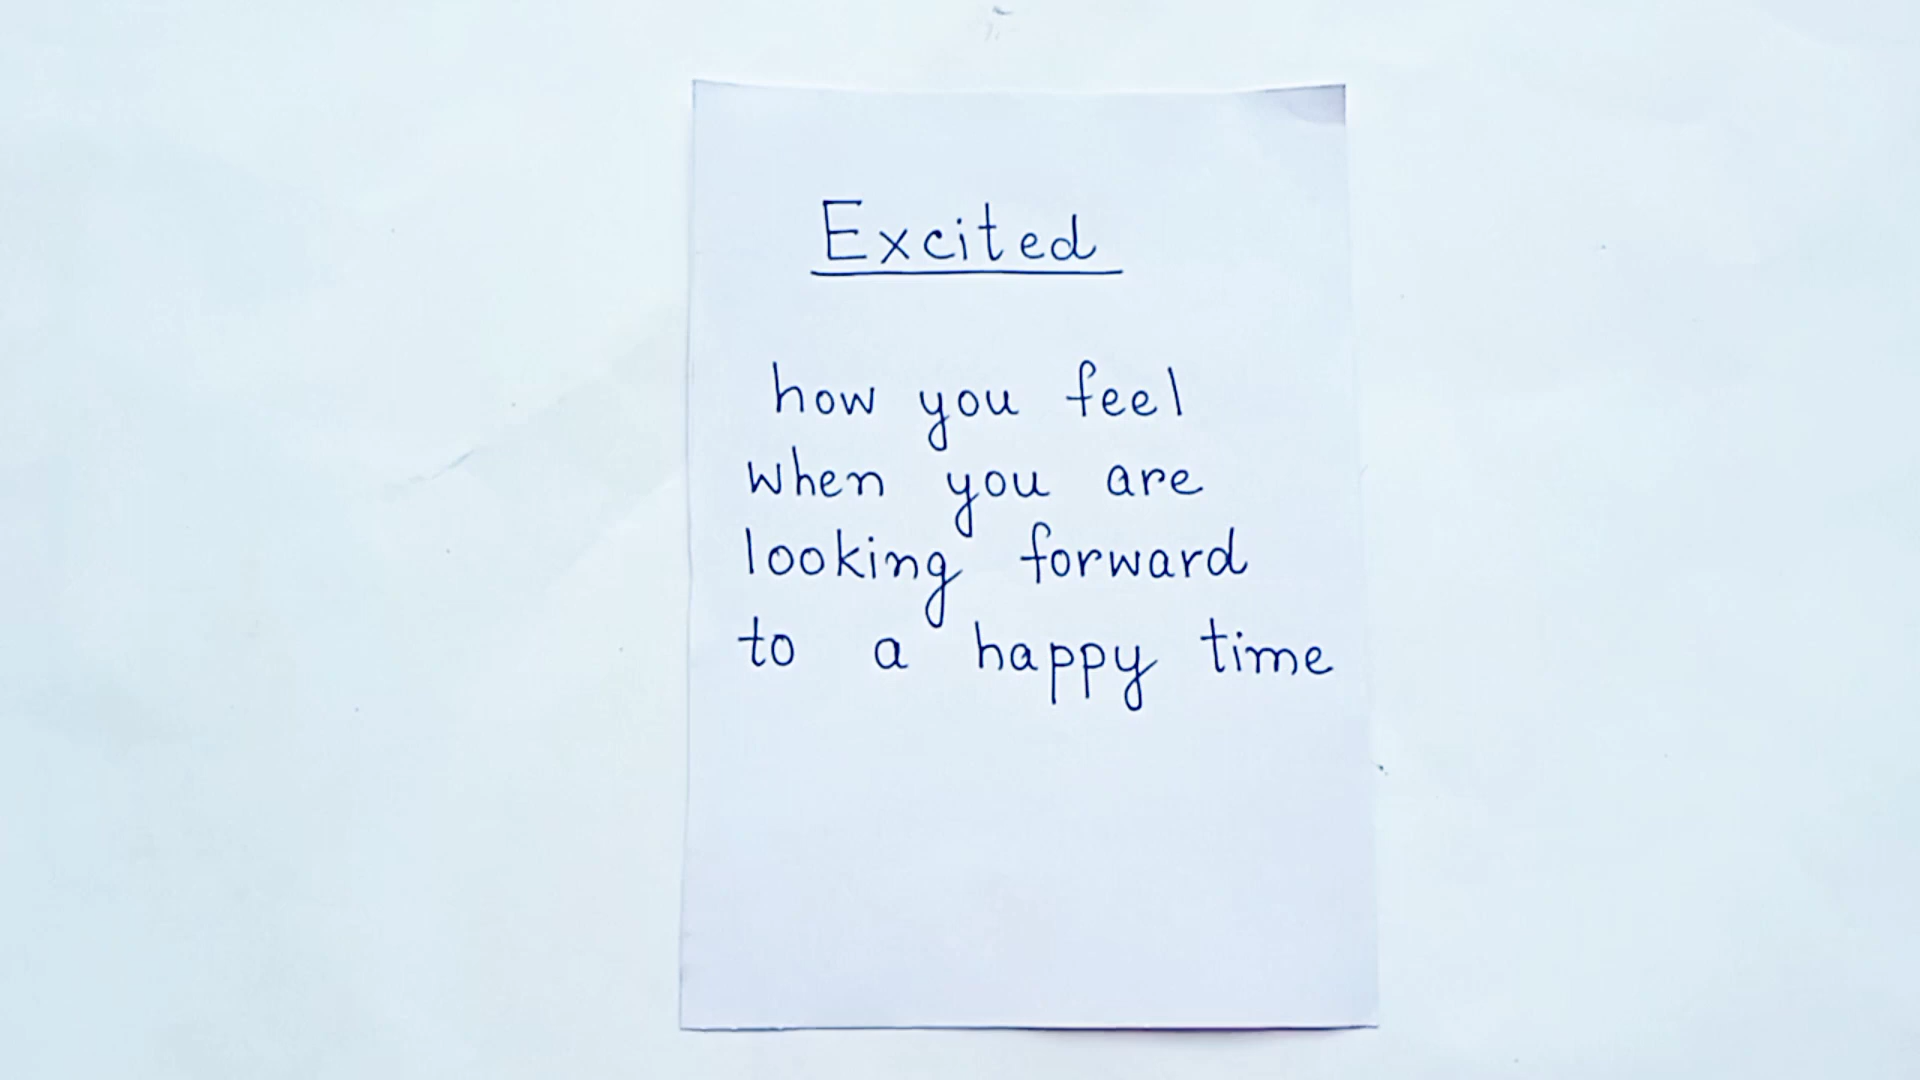 Excited
how you feel
when you are
looking forward
to a happy time